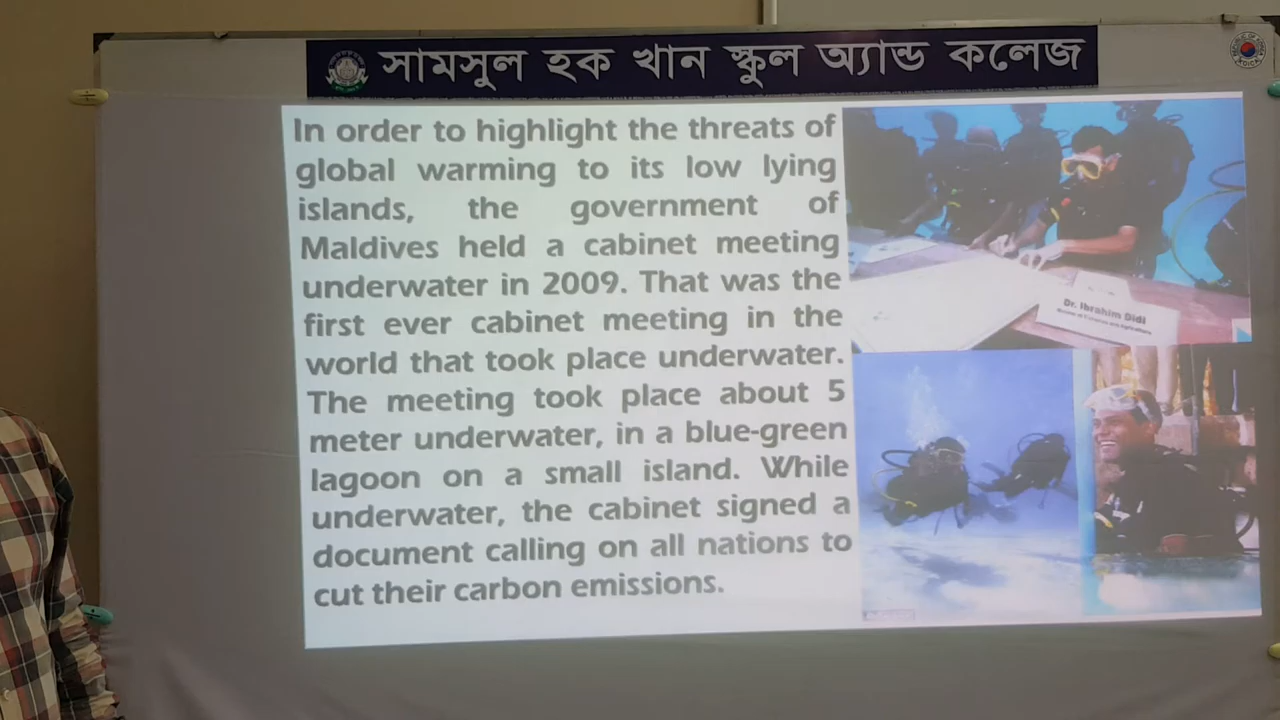 সামসুল হক খান স্কুল অ্যান্ড কলেজ
In order to highlight the threats of
global warming to its low lying
islands, the government of
Maldives held a cabinet meeting
underwater in 2009. That was the
first ever cabinet meeting in the
world that took place underwater.
The meeting took place about 5
meter underwater, in a blue-green
lagoon on a small island. While
underwater, the cabinet signed a
document calling on all nations to
cut their carbon emissions.
Dr. Ibrahim Didi